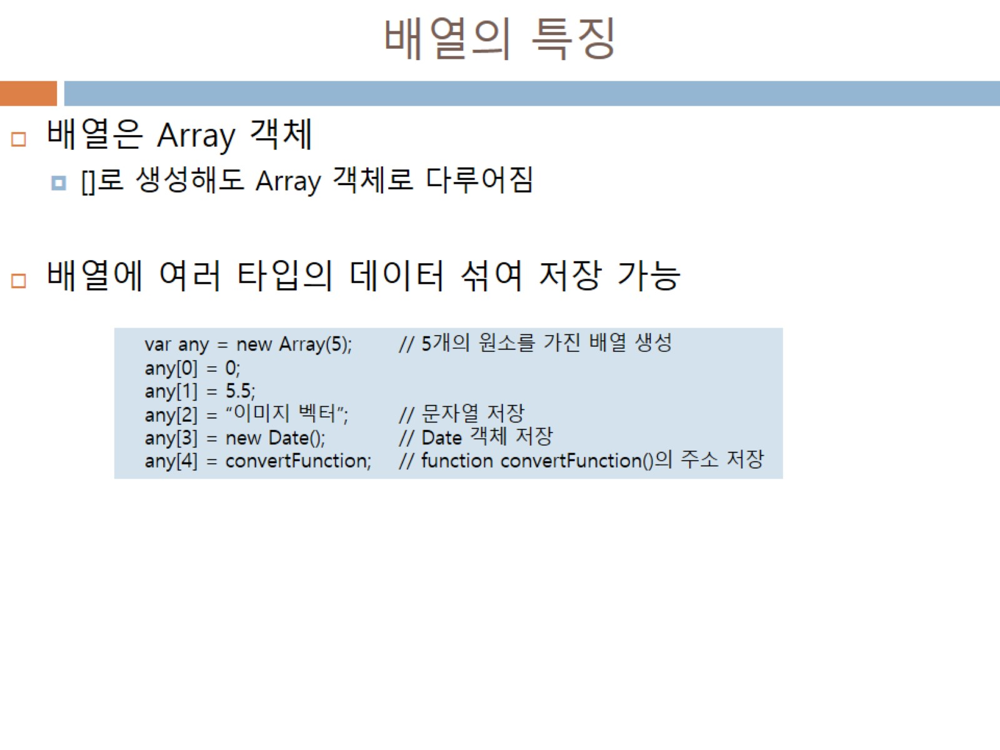 배열의 특징
배열은 Array 객체
[]로 생성해도 Array 객체로 다루어짐
배열에 여러 타입의 데이터 섞여 저장 가능
var any = new Array(5); // 5개의 원소를 가진 배열 생성
any[0] = 0;
any[1] = 5.5;
any[2] = “이미지 벡터”; // 문자열 저장
any[3] = new Date(); // Date 객체 저장
any[4] = convertFunction; // function convertFunction()의 주소 저장